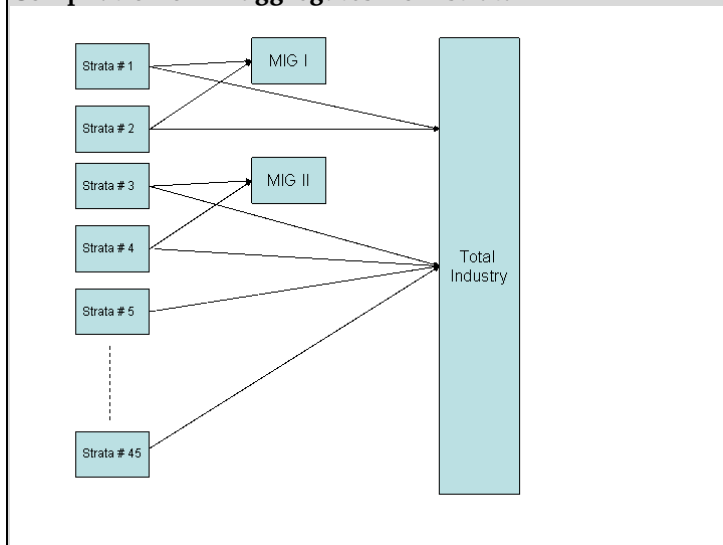 Strata # 1
MIG I
Strata # 2
Strata # 3
MIG II
Strata # 4
Total
Industry
Strata # 5
Strata # 45